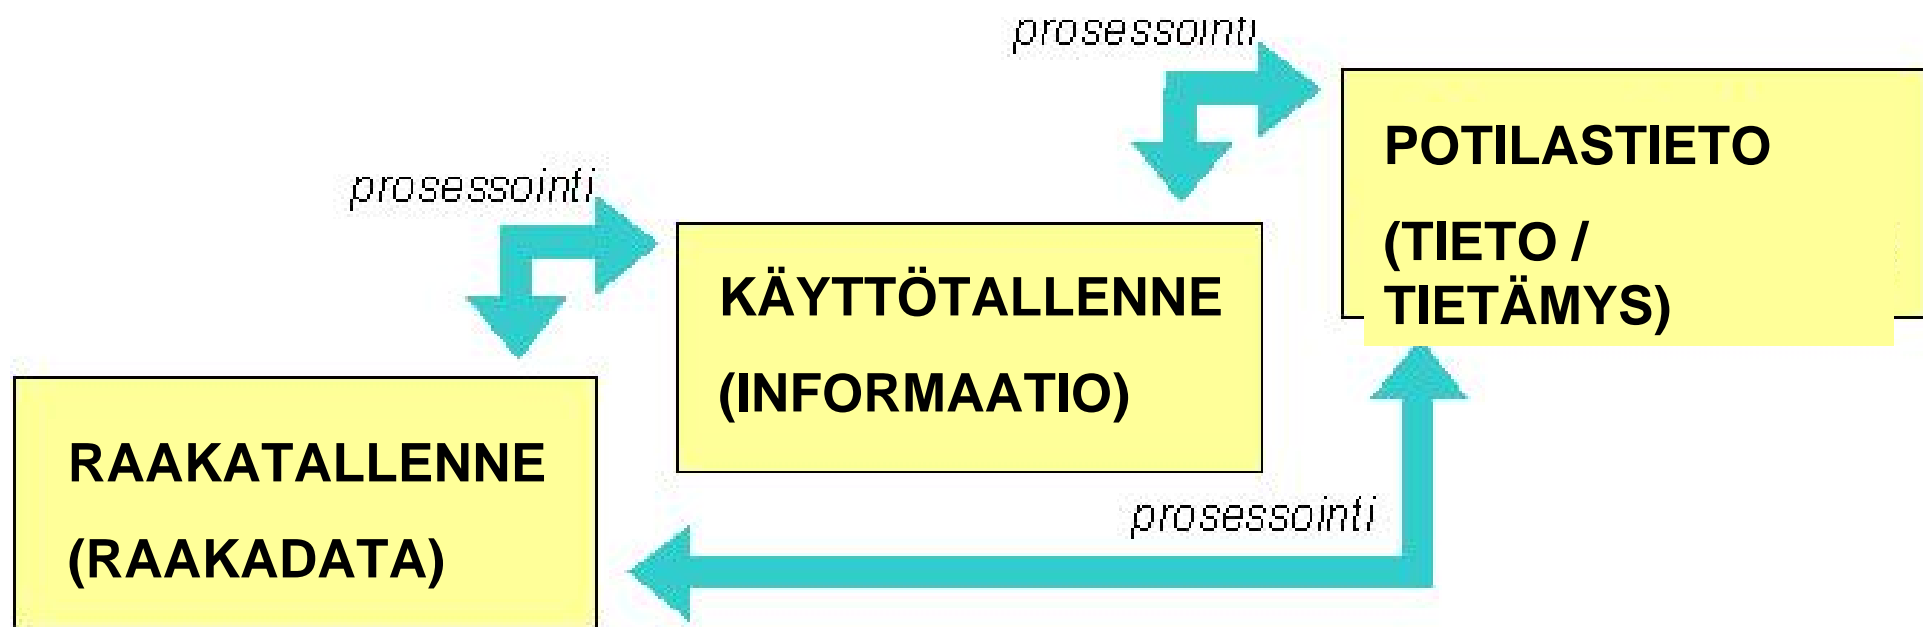 prosessointi
POTILASTIETO
(TIETO /
TIETÄMYS)
prosessointi
KÄYTTÖTALLENNE
(INFORMAATIO)
RAAKATALLENNE
(RAAKADATA)
prosessointi